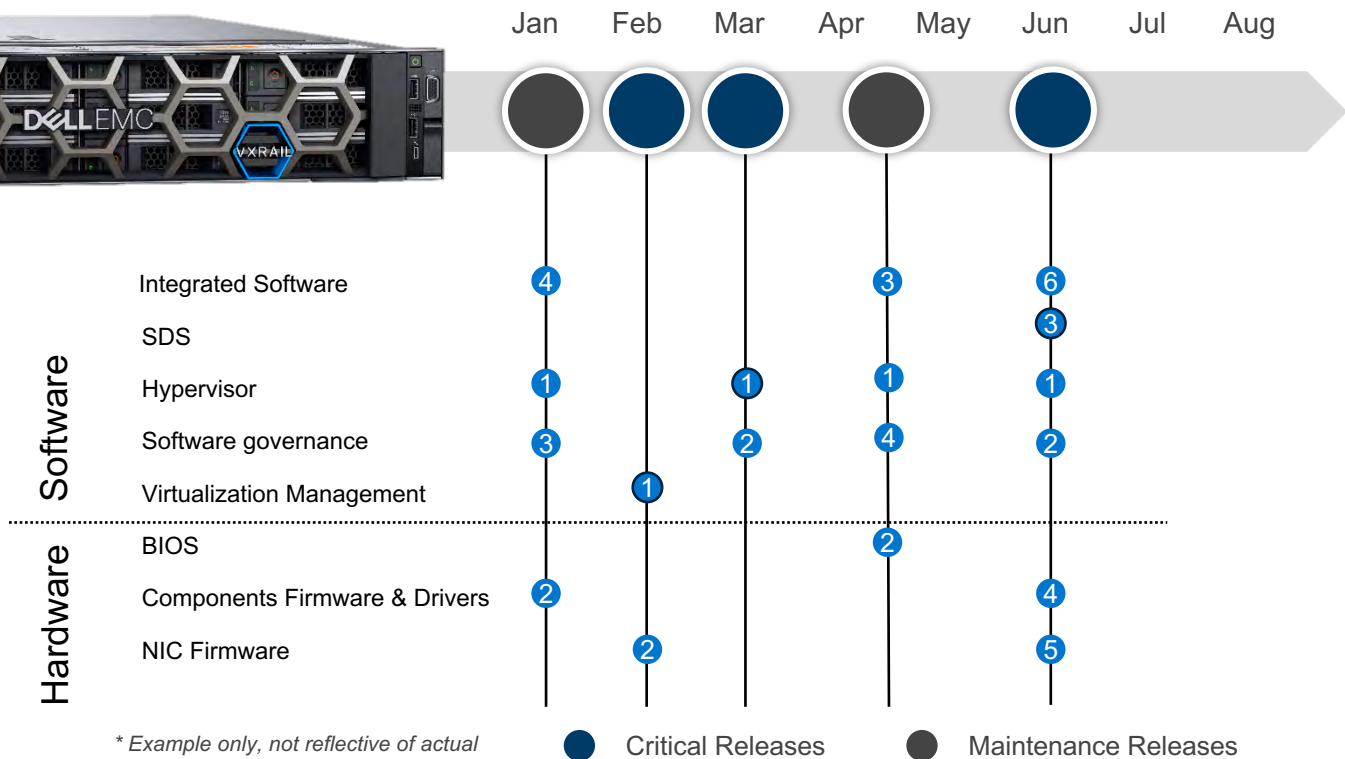 Jan Feb Mar Apr May Jun Jul Aug
DELLEMC
VXRAIL
Integrated Software 4 3 6
SDS 3
Hypervisor 1 1 1 1
Software governance 3 2 4 2
Virtualization Management 1
Software
BIOS 2
Components Firmware & Drivers 2 4
NIC Firmware 2 5
Hardware
* Example only, not reflective of actual
Critical Releases
Maintenance Releases